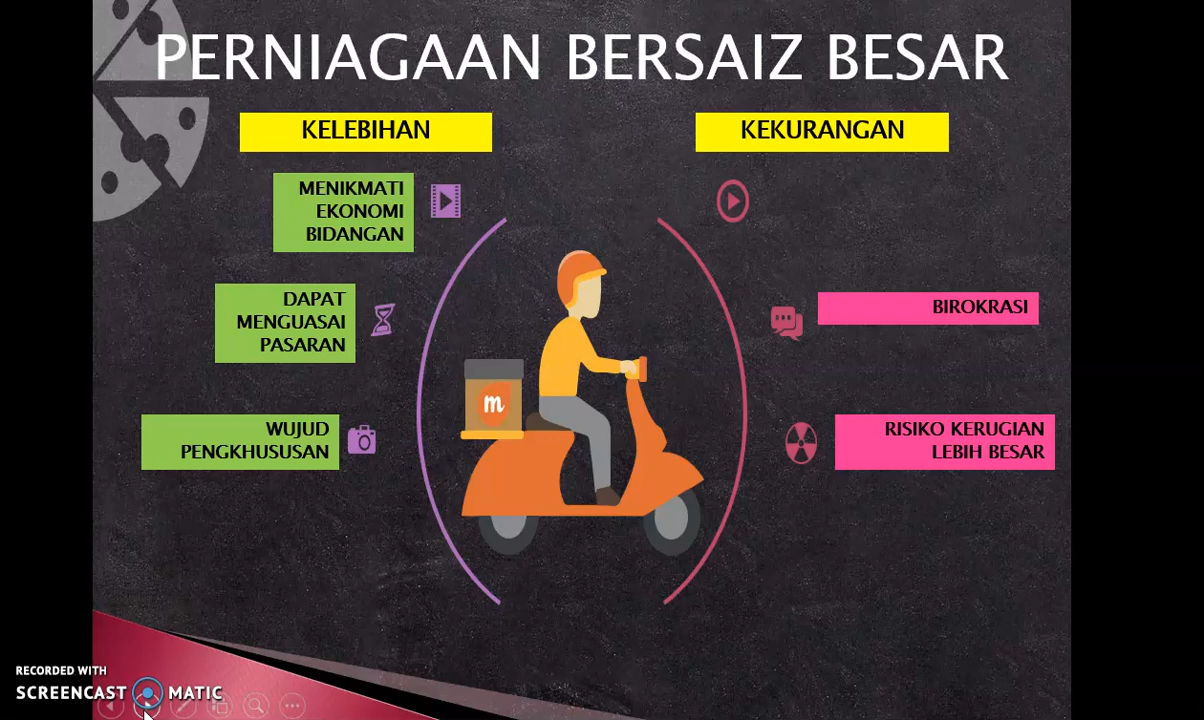 PERNIAGAAN BERSAIZ BESAR
KELEBIHAN
MENIKMATI
EKONOMI
BIDANGAN
DAPAT
MENGUASAI
PASARAN
WUJUD
PENGKHUSUSAN
KEKURANGAN
BIROKRASI
RISIKO KERUGIAN
LEBIH BESAR
m
RECORDED WITH
SCREENCAST MATIC